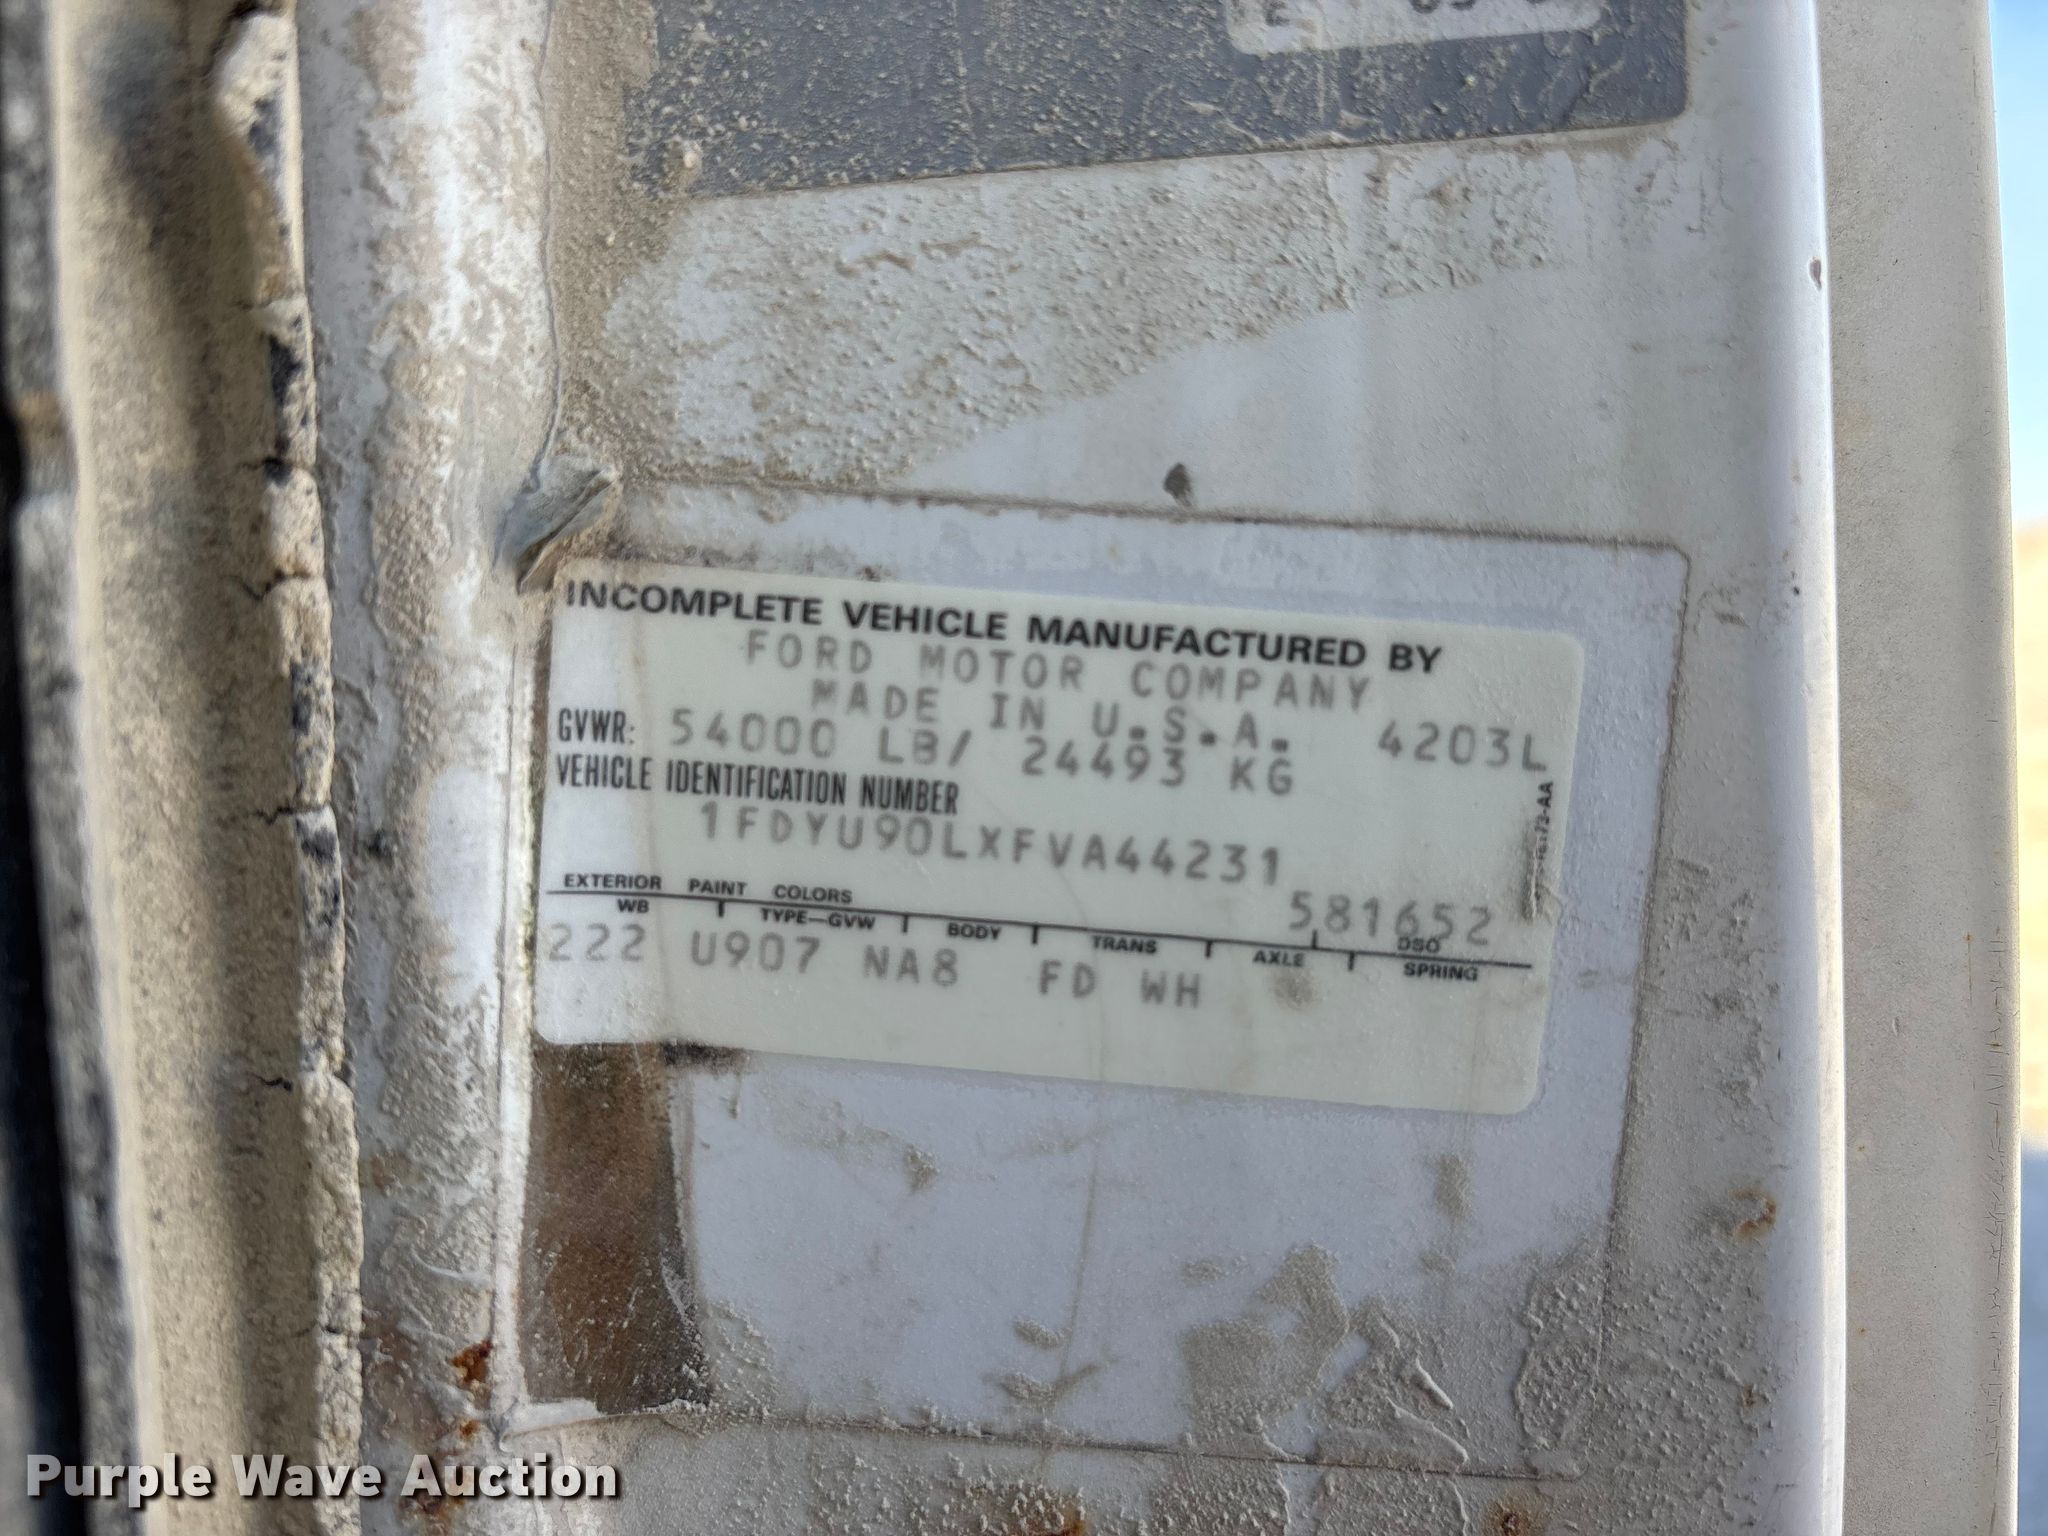 INCOMPLETE VEHICLE MANUFACTURED BY
FORD MOTOR COMPANY
MADE IN U.S.A.
GVWR: 54000 LB/ 24493 KG 4203L
VEHICLE IDENTIFICATION NUMBER
1FDYU90LXFVA44231
EXTERIOR PAINT COLORS
581652
DSO
WB TYPE—GVW BODY TRANS AXLE SPRING
222 U907 NA8 FD WH
Purple Wave Auction